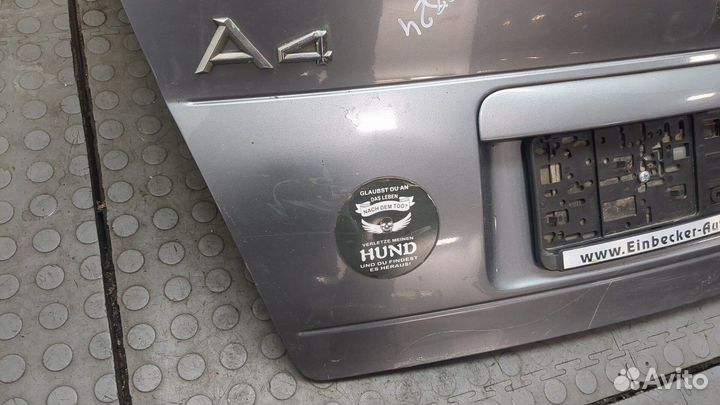 A4
GLAUBST DU AN
DAS LEBEN
NACH DEM TOD?
VERLETZE MEINEN
HUND
UND DU FINDEST
ES HERAUS!
www.Einbecker-Au
Avito